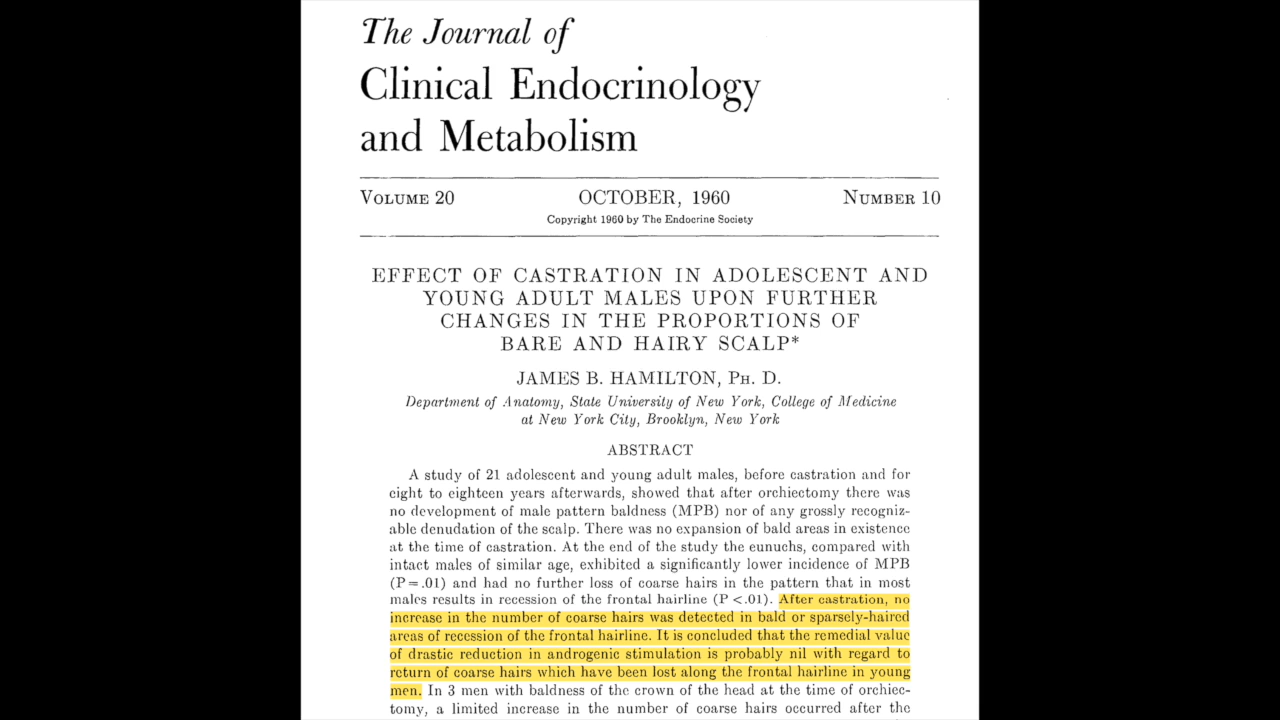 The Journal of
Clinical Endocrinology
and Metabolism
VOLUME 20 OCTOBER, 1960 NUMBER 10
Copyright 1960 by The Endocrine Society
EFFECT OF CASTRATION IN ADOLESCENT AND
YOUNG ADULT MALES UPON FURTHER
CHANGES IN THE PROPORTIONS OF
BARE AND HAIRY SCALP*
JAMES B. HAMILTON, PH. D.
Department of Anatomy, State University of New York, College of Medicine
at New York City, Brooklyn, New York
ABSTRACT
A study of 21 adolescent and young adult males, before castration and for
eight to eighteen years afterwards, showed that after orchiectomy there was
no development of male pattern baldness (MPB) nor of any grossly recogniz-
able denudation of the scalp. There was no expansion of bald areas in existence
at the time of castration. At the end of the study the eunuchs, compared with
intact males of similar age, exhibited a significantly lower incidence of MPB
(P=.01) and had no further loss of coarse hairs in the pattern that in most
males results in recession of the frontal hairline (P <.01). After castration, no
increase in the number of coarse hairs was detected in bald or sparsely-haired
areas of recession of the frontal hairline. It is concluded that the remedial value
of drastic reduction in androgenic stimulation is probably nil with regard to
return of coarse hairs which have been lost along the frontal hairline in young
men. In 3 men with baldness of the crown of the head at the time of orchiec-
tomy, a limited increase in the number of coarse hairs occurred after the